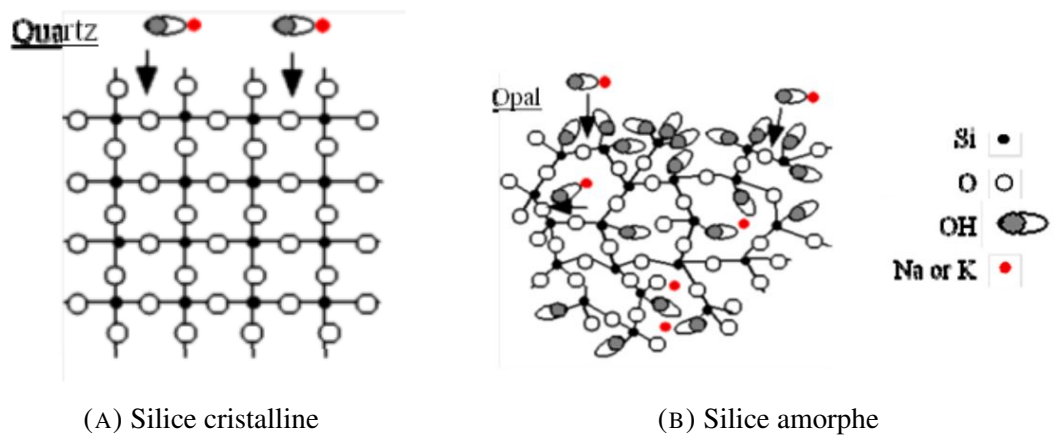 Quartz
Opal
Si
O
OH
Na or K
(A) Silice cristalline
(B) Silice amorphe